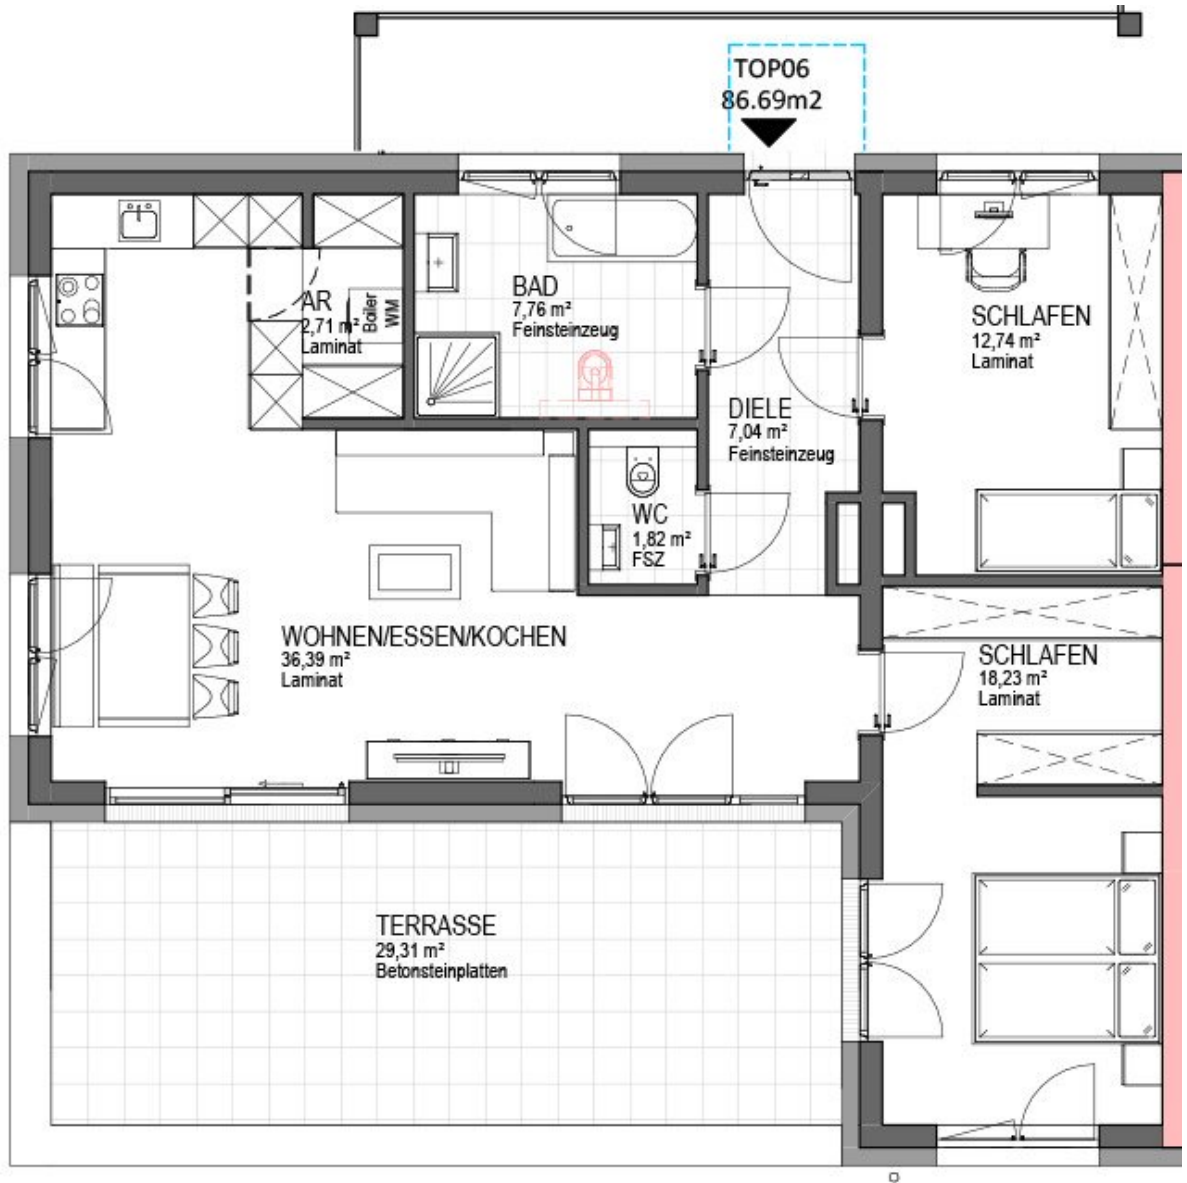 TOP06
86.69m2
AR
2,71 m²
Laminat
Boiler
WM
BAD
7,76 m²
Feinsteinzeug
SCHLAFEN
12,74 m²
Laminat
DIELE
7,04 m²
Feinsteinzeug
WC
1,82 m²
FSZ
WOHNEN/ESSEN/KOCHEN
36,39 m²
Laminat
SCHLAFEN
18,23 m²
Laminat
TERRASSE
29,31 m²
Betonsteinplatten